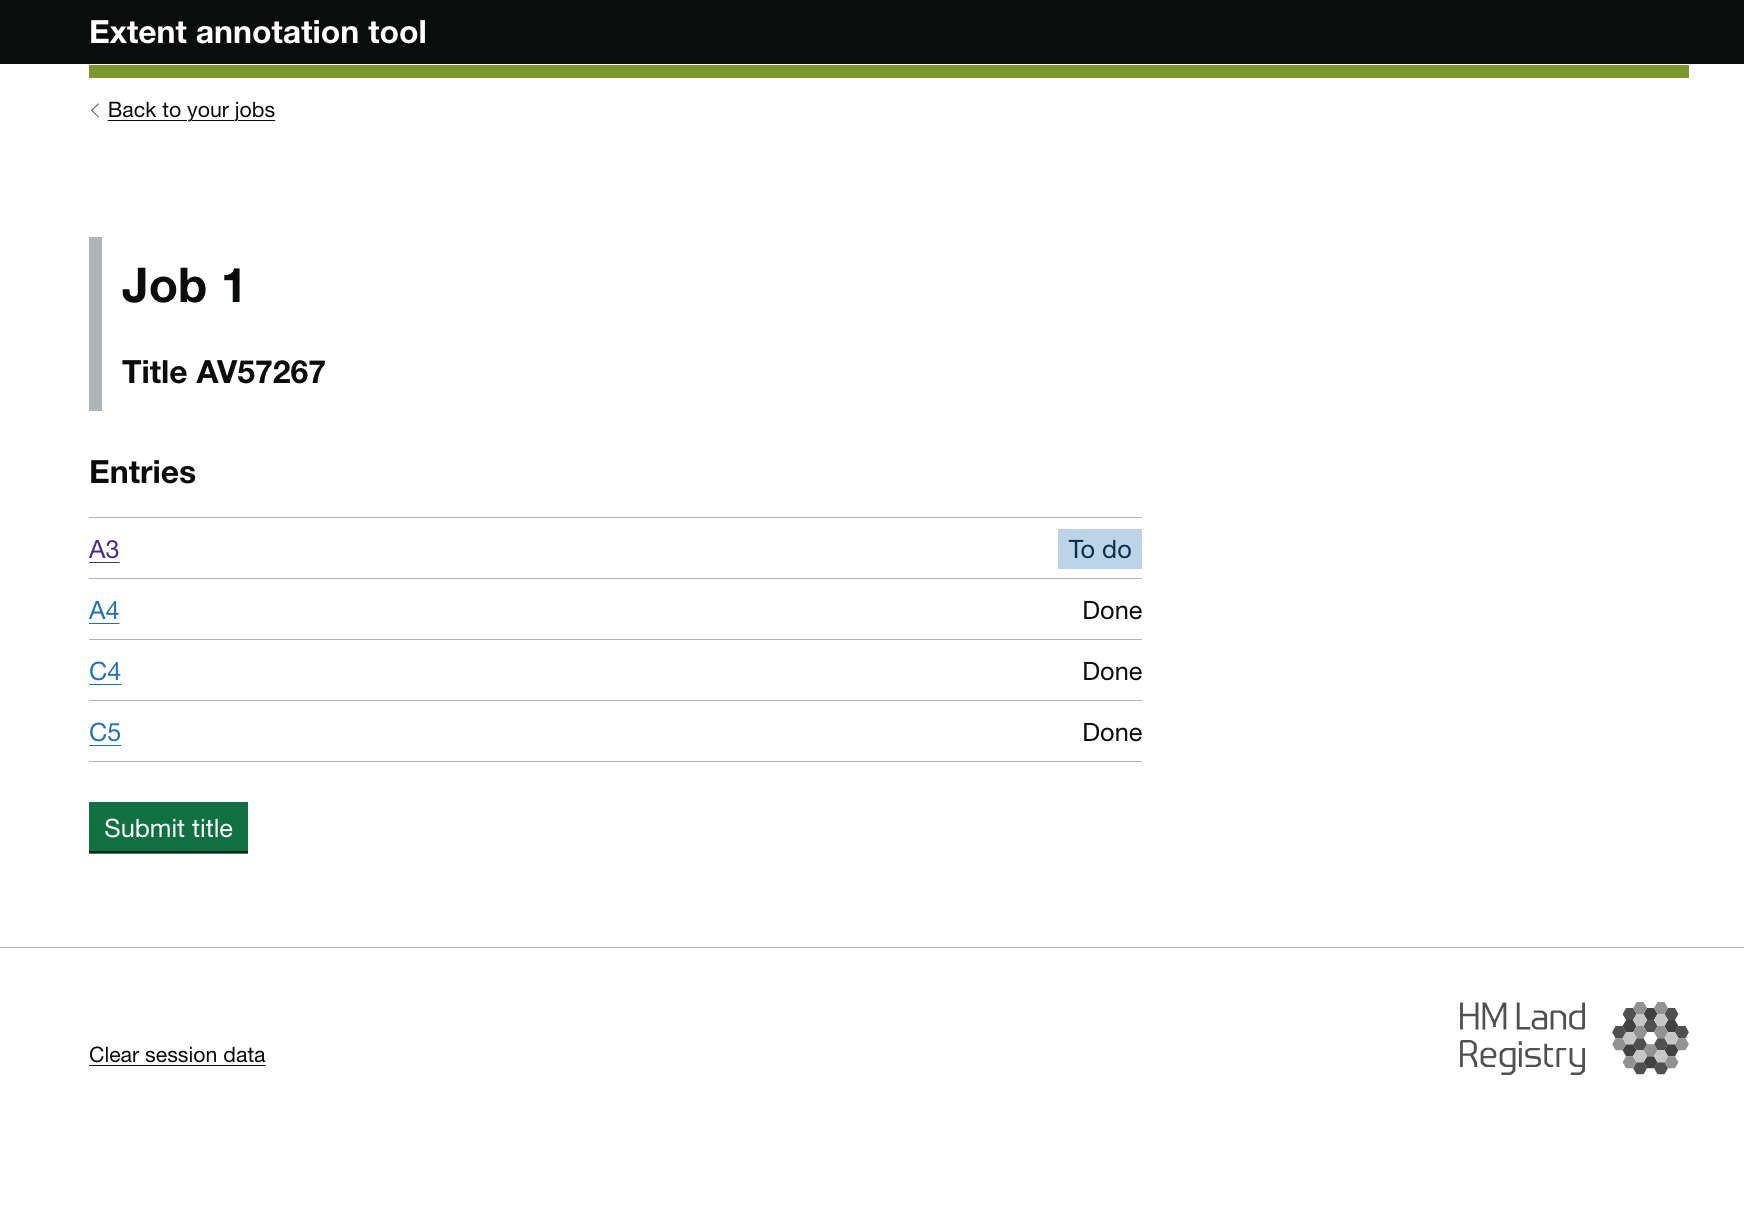 Extent annotation tool
Back to your jobs
Job 1
Title AV57267
Entries
A3 To do
A4 Done
C4 Done
C5 Done
Submit title
Clear session data
HM Land
Registry